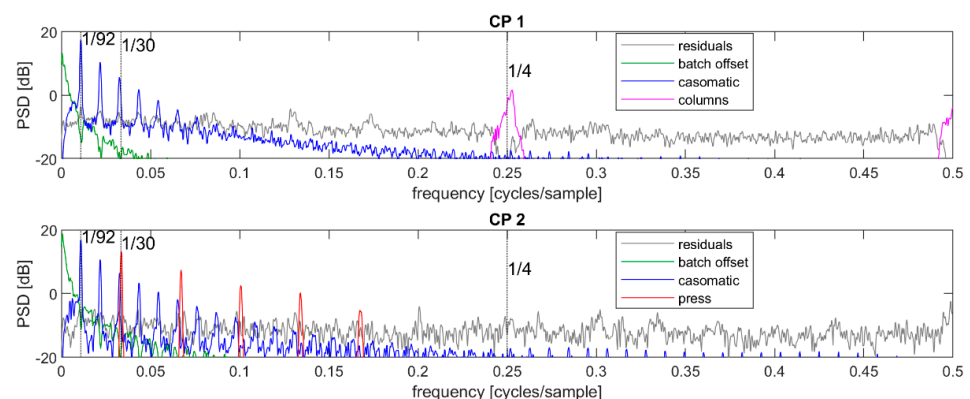 CP 1
PSD [dB]
20
0
-20
1/92
1/30
1/4
residuals
batch offset
casomatic
columns
0
0.05
0.1
0.15
0.2
0.25
0.3
0.35
0.4
0.45
0.5
frequency [cycles/sample]
CP 2
PSD [dB]
20
0
-20
1/92
1/30
1/4
residuals
batch offset
casomatic
press
0
0.05
0.1
0.15
0.2
0.25
0.3
0.35
0.4
0.45
0.5
frequency [cycles/sample]